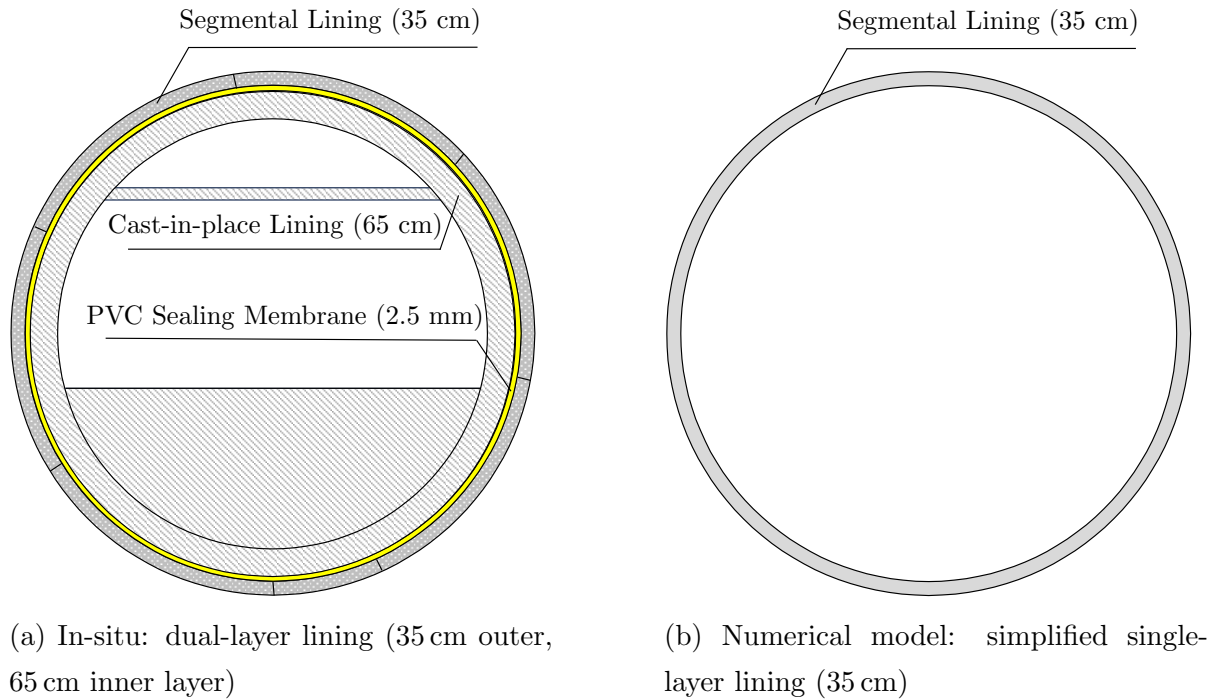 Segmental Lining (35 cm)
Cast-in-place Lining (65 cm)
PVC Sealing Membrane (2.5 mm)
(a) In-situ: dual-layer lining (35 cm outer,
65 cm inner layer)
Segmental Lining (35 cm)
(b) Numerical model: simplified single-
layer lining (35 cm)